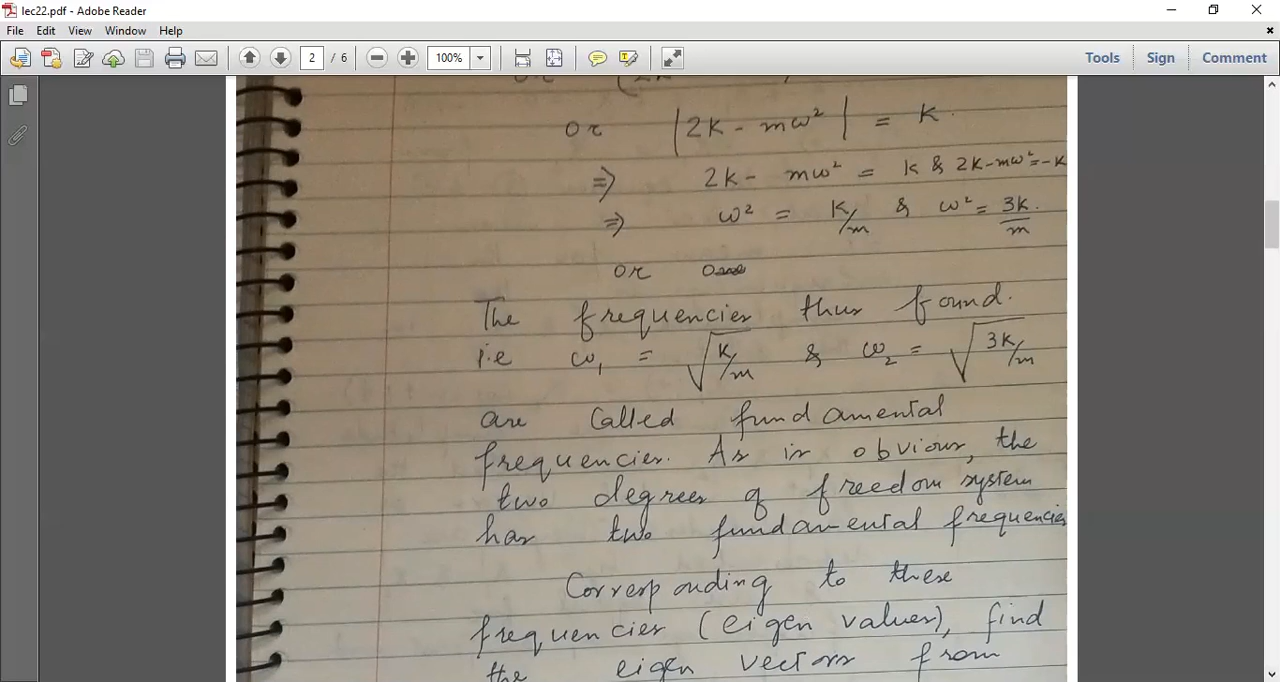 lec22.pdf - Adobe Reader
File Edit View Window Help
2 / 6 100% Tools Sign Comment
or |2K - mω² | = K.
⇒ 2K - mω² = K & 2K-mω²=-K
⇒ ω² = K/m & ω² = 3K/m.
or
The frequencies thus found.
i.e ω₁ = √K/m & ω₂ = √3K/m
are called fundamental
frequencies. As is obvious, the
two degrees of freedom system
has two fundamental frequencies
Corresponding to these
frequencies (eigen values), find
the eigen vectors from